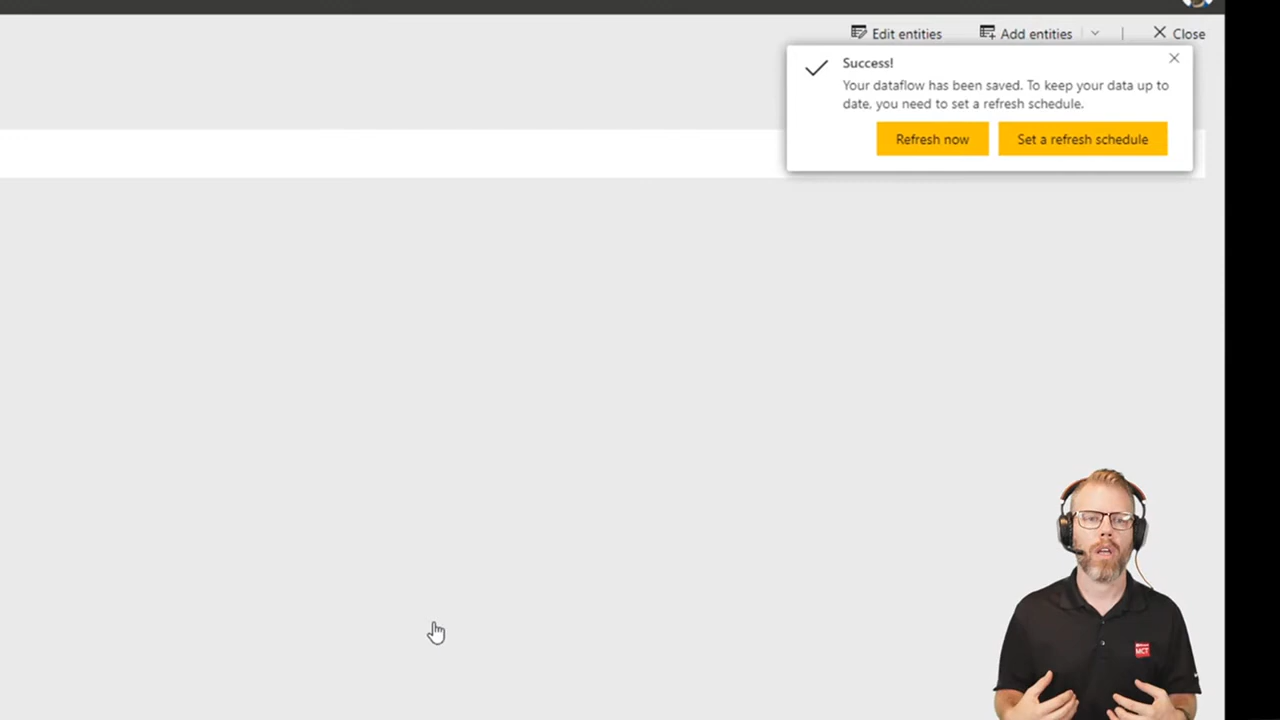 Edit entities
Add entities
Close
Success!
Your dataflow has been saved. To keep your data up to
date, you need to set a refresh schedule.
Refresh now
Set a refresh schedule
MCT